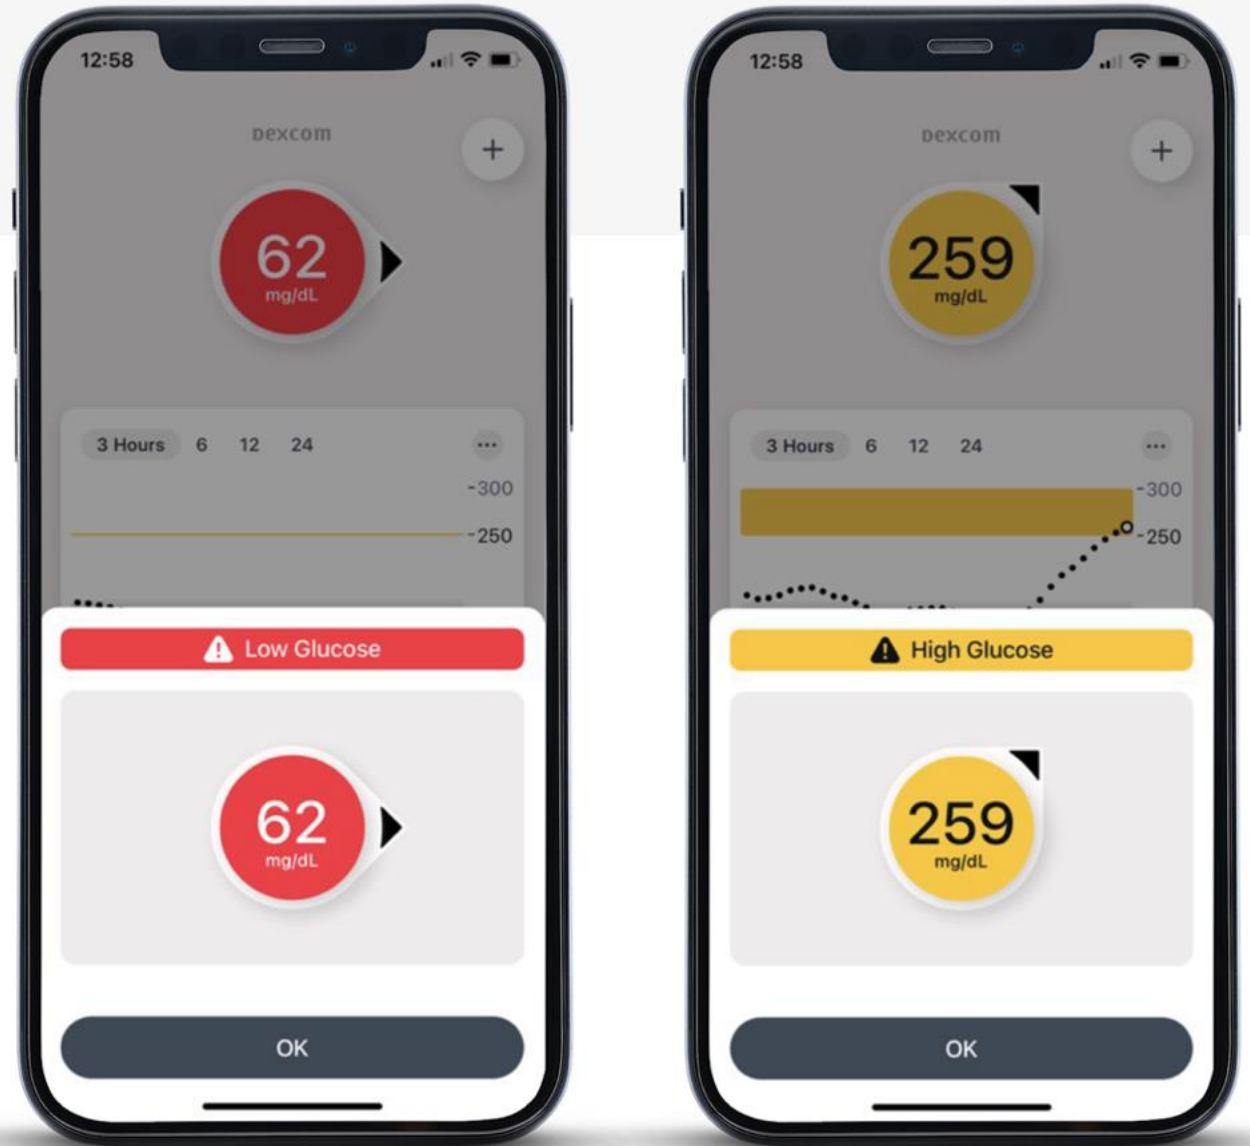 12:58
Dexcom
+
62
mg/dL
3 Hours 6 12 24 ...
-300
-250
Low Glucose
62
mg/dL
OK
12:58
Dexcom
+
259
mg/dL
3 Hours 6 12 24 ...
-300
-250
High Glucose
259
mg/dL
OK